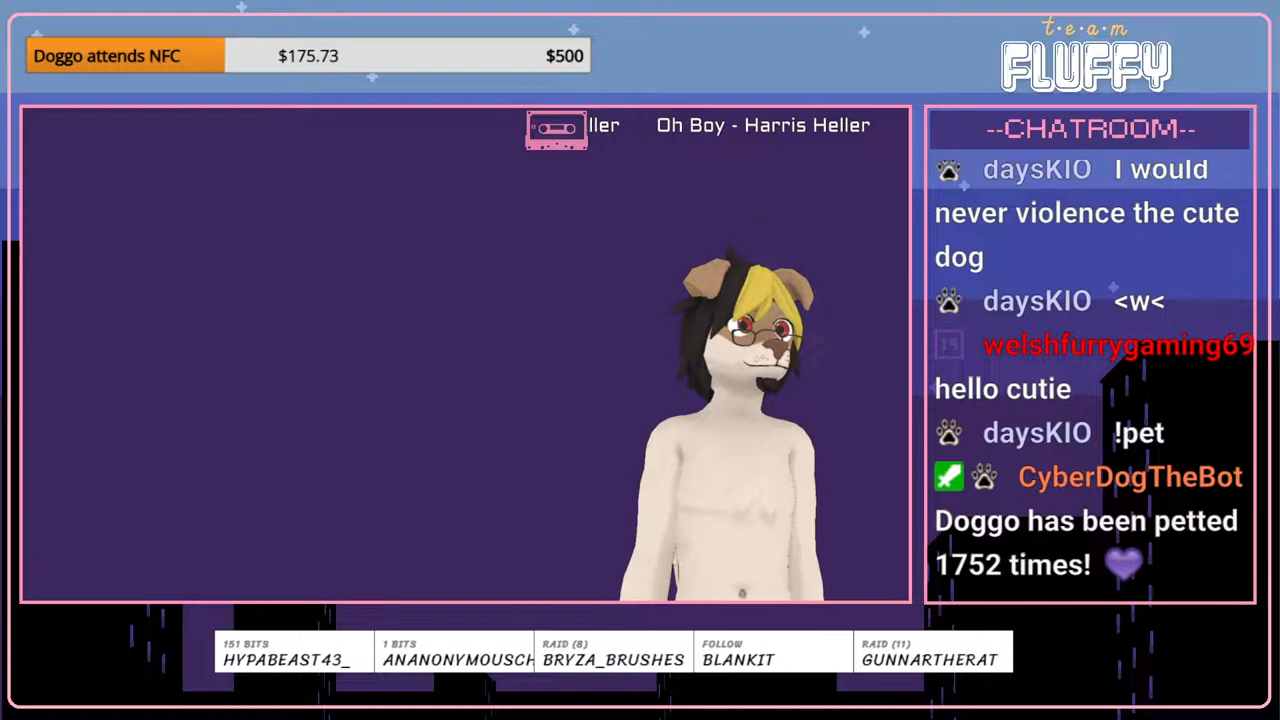 t·e·a·m
FLUFFY
Doggo attends NFC $175.73 $500
ller Oh Boy - Harris Heller
--CHATROOM--
daysKIO I would
never violence the cute
dog
daysKIO <w<
19 welshfurrygaming69
hello cutie
daysKIO !pet
CyberDogTheBot
Doggo has been petted
1752 times!
151 BITS
HYPABEAST43_
1 BITS
ANANONYMOUSCH
RAID (8)
BRYZA_BRUSHES
FOLLOW
BLANKIT
RAID (11)
GUNNARTHERAT